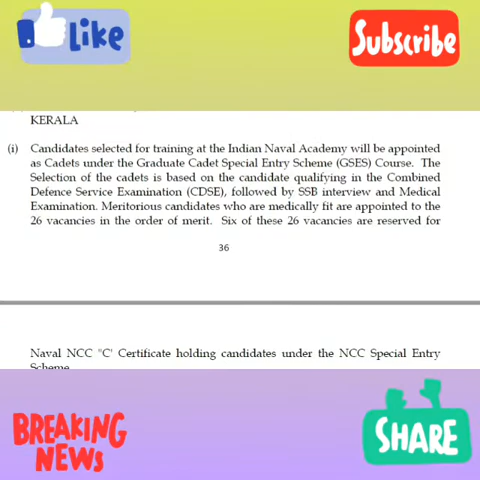 Like
Subscribe
KERALA
(i) Candidates selected for training at the Indian Naval Academy will be appointed
as Cadets under the Graduate Cadet Special Entry Scheme (GSES) Course. The
Selection of the cadets is based on the candidate qualifying in the Combined
Defence Service Examination (CDSE), followed by SSB interview and Medical
Examination. Meritorious candidates who are medically fit are appointed to the
26 vacancies in the order of merit. Six of these 26 vacancies are reserved for
36
Naval NCC "C' Certificate holding candidates under the NCC Special Entry
Scheme
BREAKING
NEWS
SHARE